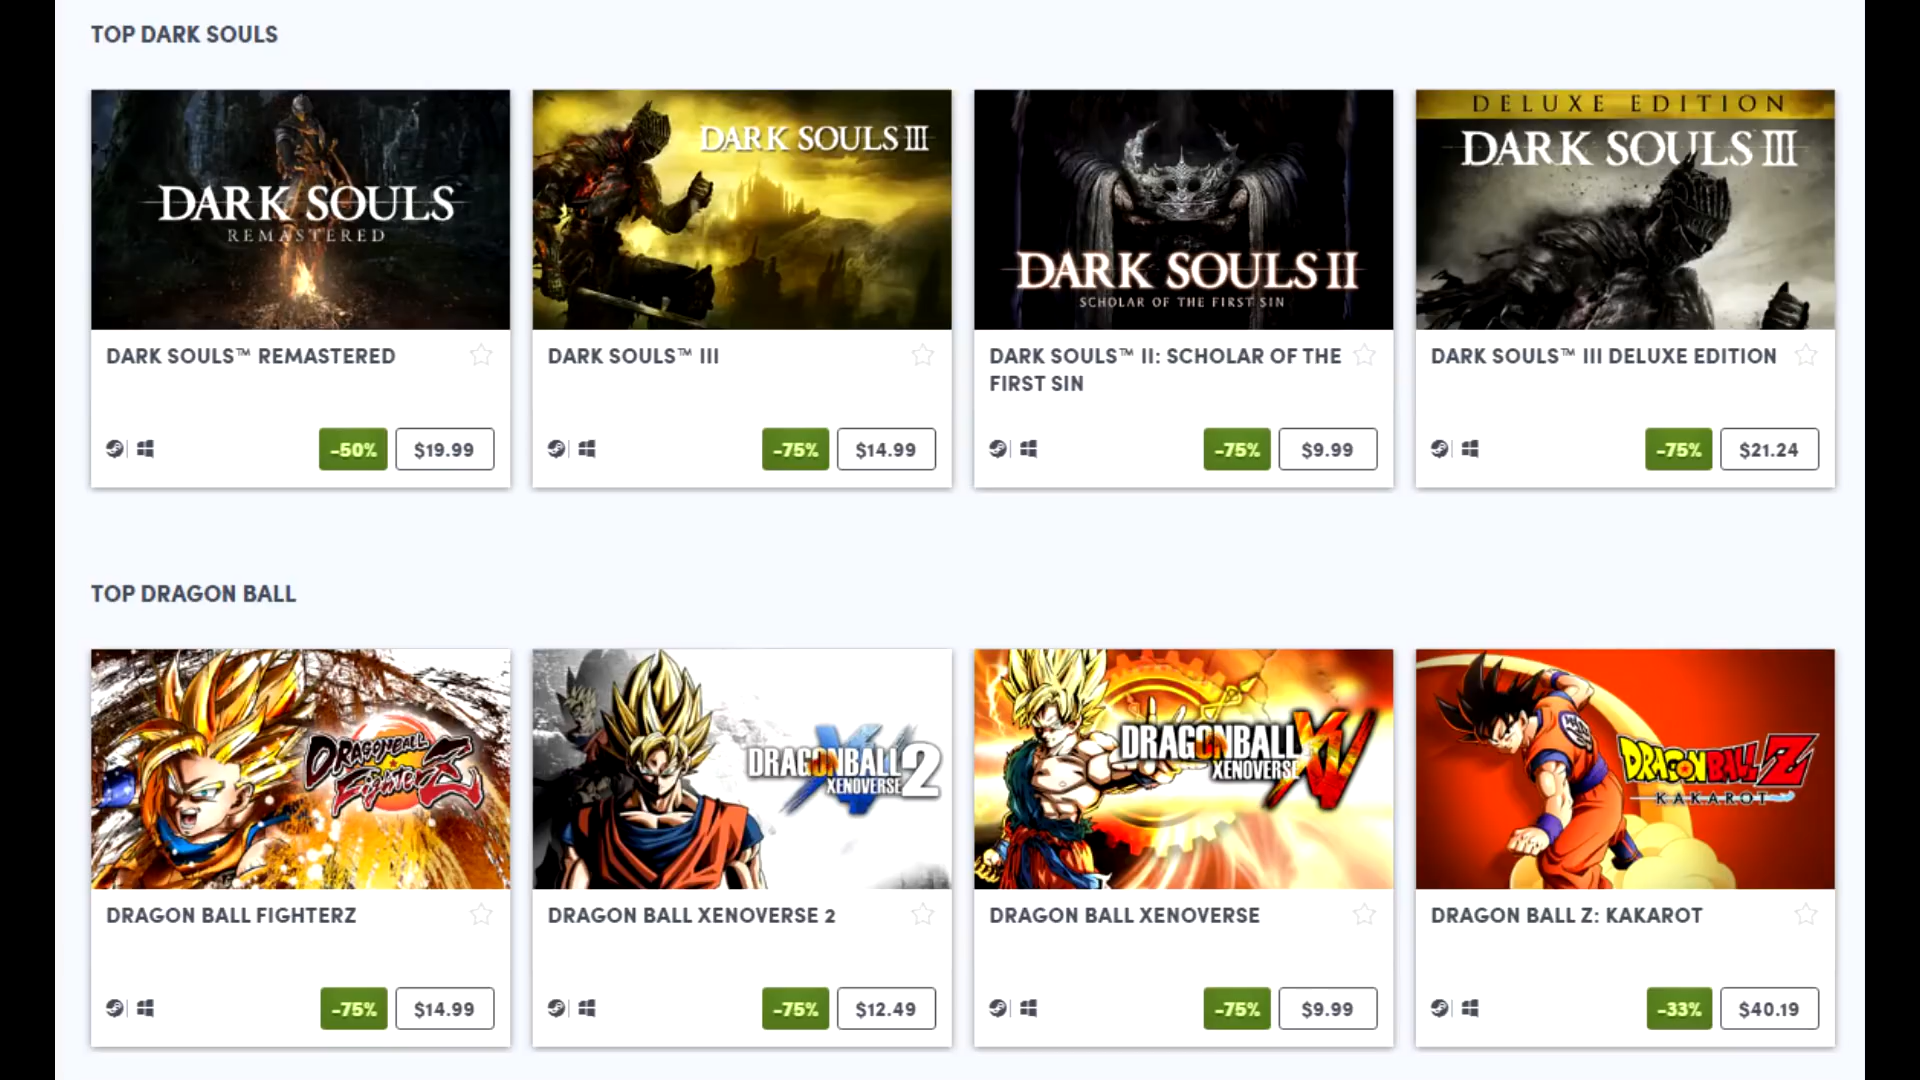 TOP DARK SOULS
DARK SOULS
REMASTERED
DARK SOULS III
DARK SOULS II
SCHOLAR OF THE FIRST SIN
DELUXE EDITION
DARK SOULS III
DARK SOULS™ REMASTERED
DARK SOULS™ III
DARK SOULS™ II: SCHOLAR OF THE
FIRST SIN
DARK SOULS™ III DELUXE EDITION
-50% $19.99
-75% $14.99
-75% $9.99
-75% $21.24
TOP DRAGON BALL
DRAGONBALL
FighterZ
DRAGONBALL
XV
XENOVERSE 2
DRAGONBALL
XV
XENOVERSE
DRAGONBALL Z
KAKAROT
DRAGON BALL FIGHTERZ
DRAGON BALL XENOVERSE 2
DRAGON BALL XENOVERSE
DRAGON BALL Z: KAKAROT
-75% $14.99
-75% $12.49
-75% $9.99
-33% $40.19